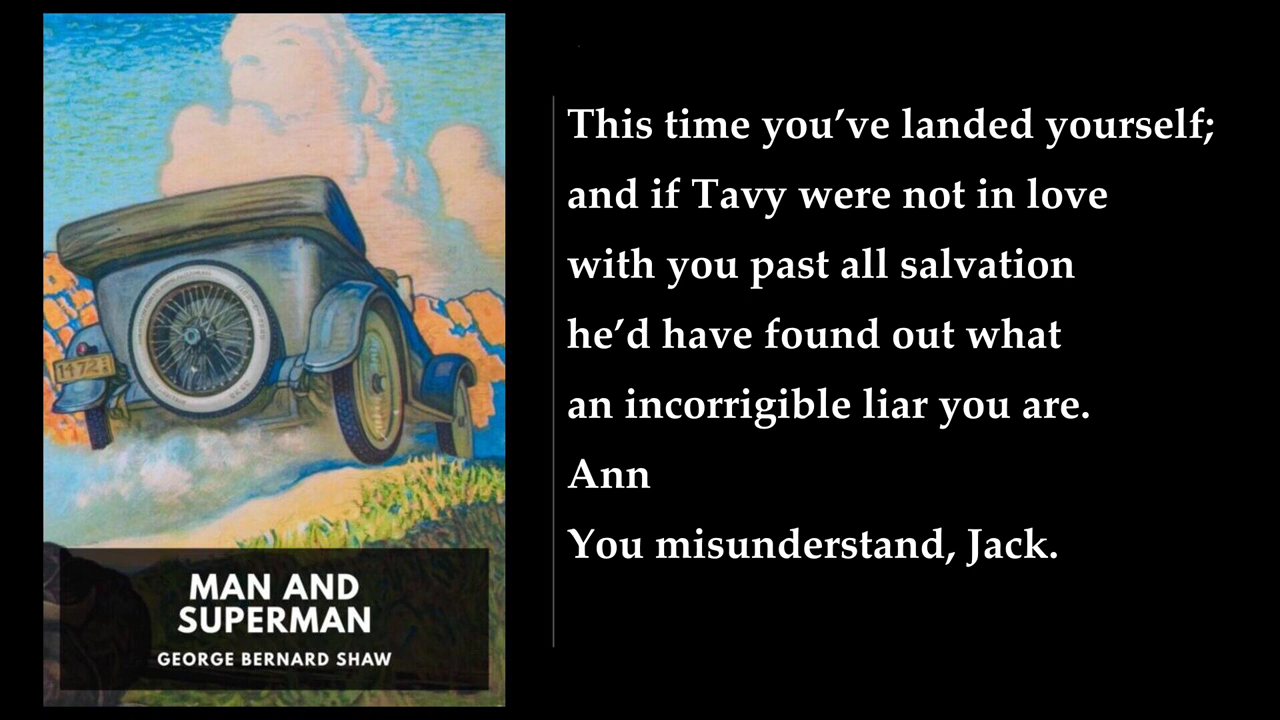 This time you’ve landed yourself;
and if Tavy were not in love
with you past all salvation
he’d have found out what
an incorrigible liar you are.
Ann
You misunderstand, Jack.
1472
MAN AND
SUPERMAN
GEORGE BERNARD SHAW